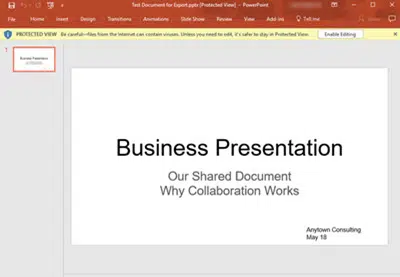 Test Document for Export.pptx [Protected View] - PowerPoint
Home Insert Design Transitions Animations Slide Show Review View Add-ins Tell me
PROTECTED VIEW Be careful—files from the Internet can contain viruses. Unless you need to edit, it's safer to stay in Protected View. Enable Editing
1
Business Presentation
Business Presentation
Our Shared Document
Why Collaboration Works
Anytown Consulting
May 18